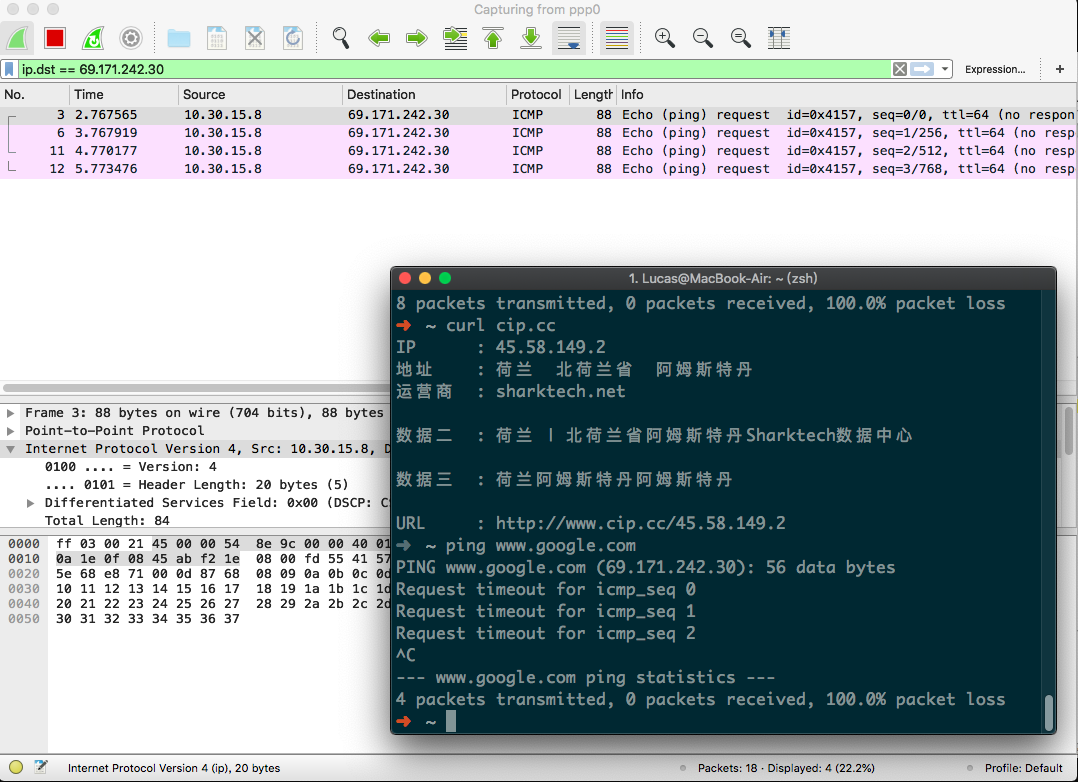 Capturing from ppp0
ip.dst == 69.171.242.30
Expression...
+
No. Time Source Destination Protocol Length Info
3 2.767565 10.30.15.8 69.171.242.30 ICMP 88 Echo (ping) request id=0x4157, seq=0/0, ttl=64 (no respon
6 3.767919 10.30.15.8 69.171.242.30 ICMP 88 Echo (ping) request id=0x4157, seq=1/256, ttl=64 (no resp
11 4.770177 10.30.15.8 69.171.242.30 ICMP 88 Echo (ping) request id=0x4157, seq=2/512, ttl=64 (no resp
12 5.773476 10.30.15.8 69.171.242.30 ICMP 88 Echo (ping) request id=0x4157, seq=3/768, ttl=64 (no resp
1. Lucas@MacBook-Air: ~ (zsh)
8 packets transmitted, 0 packets received, 100.0% packet loss
➜ ~ curl cip.cc
IP : 45.58.149.2
地址 : 荷兰 北荷兰省 阿姆斯特丹
运营商 : sharktech.net
数据二 : 荷兰 | 北荷兰省阿姆斯特丹Sharktech数据中心
数据三 : 荷兰阿姆斯特丹阿姆斯特丹
URL : http://www.cip.cc/45.58.149.2
➜ ~ ping www.google.com
PING www.google.com (69.171.242.30): 56 data bytes
Request timeout for icmp_seq 0
Request timeout for icmp_seq 1
Request timeout for icmp_seq 2
^C
--- www.google.com ping statistics ---
4 packets transmitted, 0 packets received, 100.0% packet loss
➜ ~
Frame 3: 88 bytes on wire (704 bits), 88 bytes
Point-to-Point Protocol
Internet Protocol Version 4, Src: 10.30.15.8, D
0100 .... = Version: 4
.... 0101 = Header Length: 20 bytes (5)
Differentiated Services Field: 0x00 (DSCP: C
Total Length: 84
0000 ff 03 00 21 45 00 00 54 8e 9c 00 00 40 01
0010 0a 1e 0f 08 45 ab f2 1e 08 00 fd 55 41 57
0020 5e 68 e8 71 00 0d 87 68 08 09 0a 0b 0c 0d
0030 10 11 12 13 14 15 16 17 18 19 1a 1b 1c 1d
0040 20 21 22 23 24 25 26 27 28 29 2a 2b 2c 2d
0050 30 31 32 33 34 35 36 37
Internet Protocol Version 4 (ip), 20 bytes
Packets: 18 · Displayed: 4 (22.2%)
Profile: Default